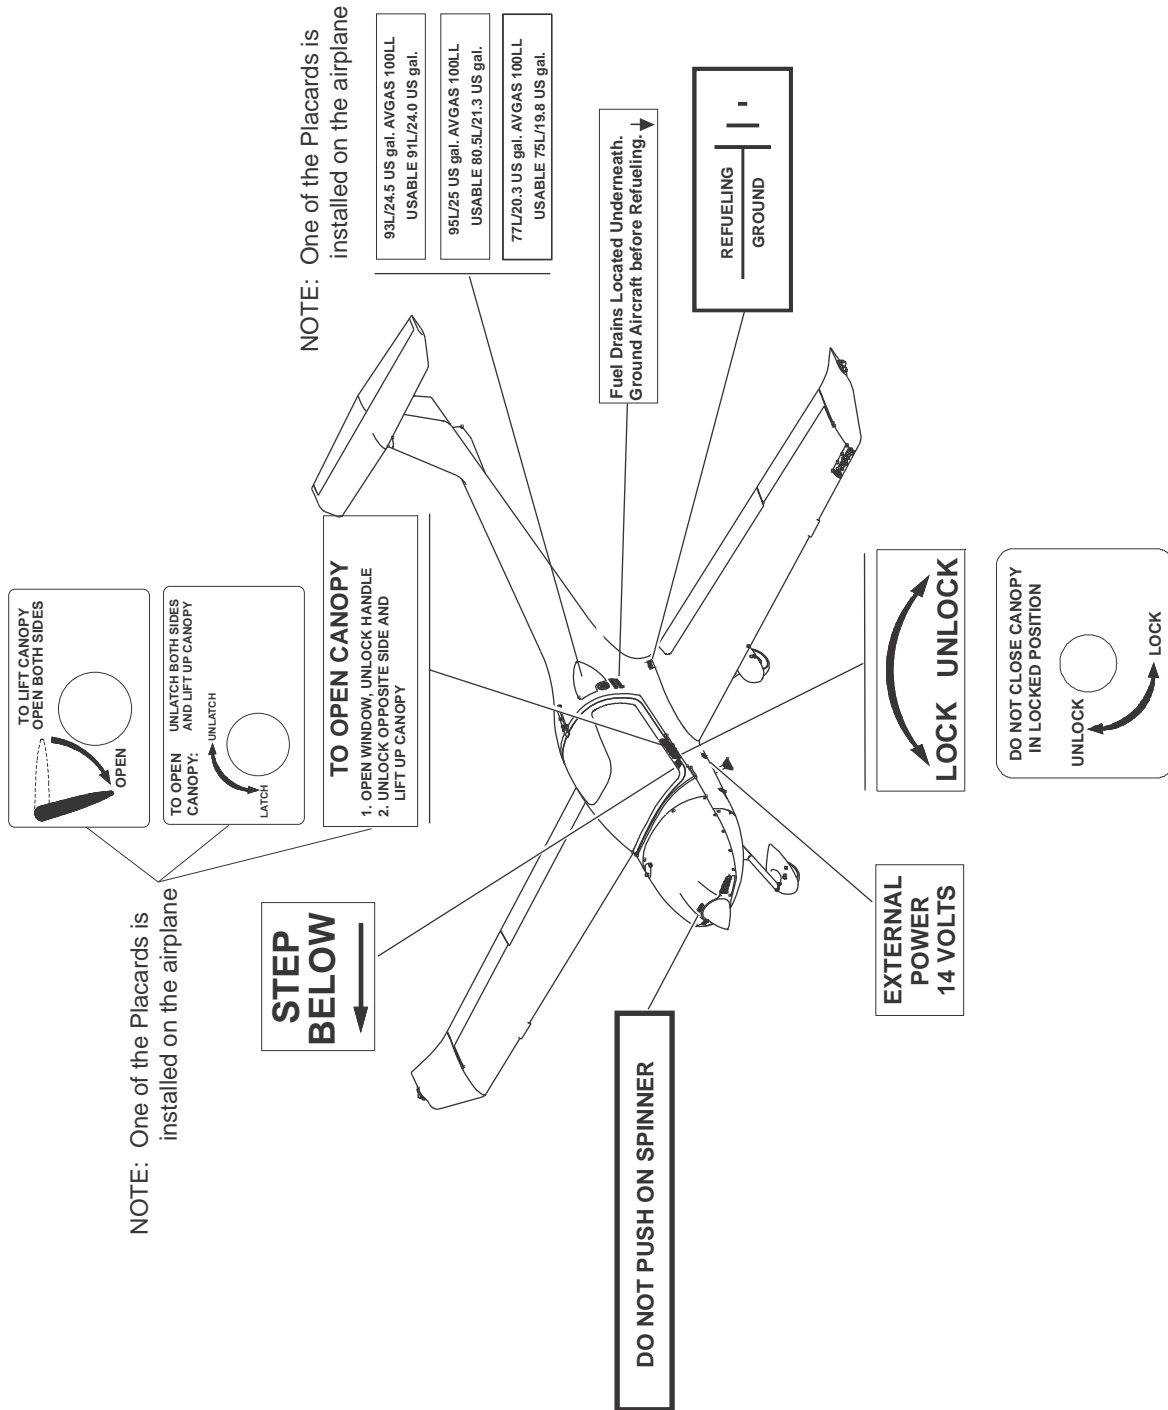 NOTE: One of the Placards is
installed on the airplane
TO LIFT CANOPY
OPEN BOTH SIDES
OPEN
TO OPEN
CANOPY:
UNLATCH BOTH SIDES
AND LIFT UP CANOPY
UNLATCH
LATCH
TO OPEN CANOPY
1. OPEN WINDOW, UNLOCK HANDLE
2. UNLOCK OPPOSITE SIDE AND
LIFT UP CANOPY
STEP
BELOW
NOTE: One of the Placards is
installed on the airplane
93L/24.5 US gal. AVGAS 100LL
USABLE 91L/24.0 US gal.
95L/25 US gal. AVGAS 100LL
USABLE 80.5L/21.3 US gal.
77L/20.3 US gal. AVGAS 100LL
USABLE 75L/19.8 US gal.
Fuel Drains Located Underneath.
Ground Aircraft before Refueling.
REFUELING
GROUND
DO NOT PUSH ON SPINNER
EXTERNAL
POWER
14 VOLTS
LOCK UNLOCK
DO NOT CLOSE CANOPY
IN LOCKED POSITION
UNLOCK
LOCK